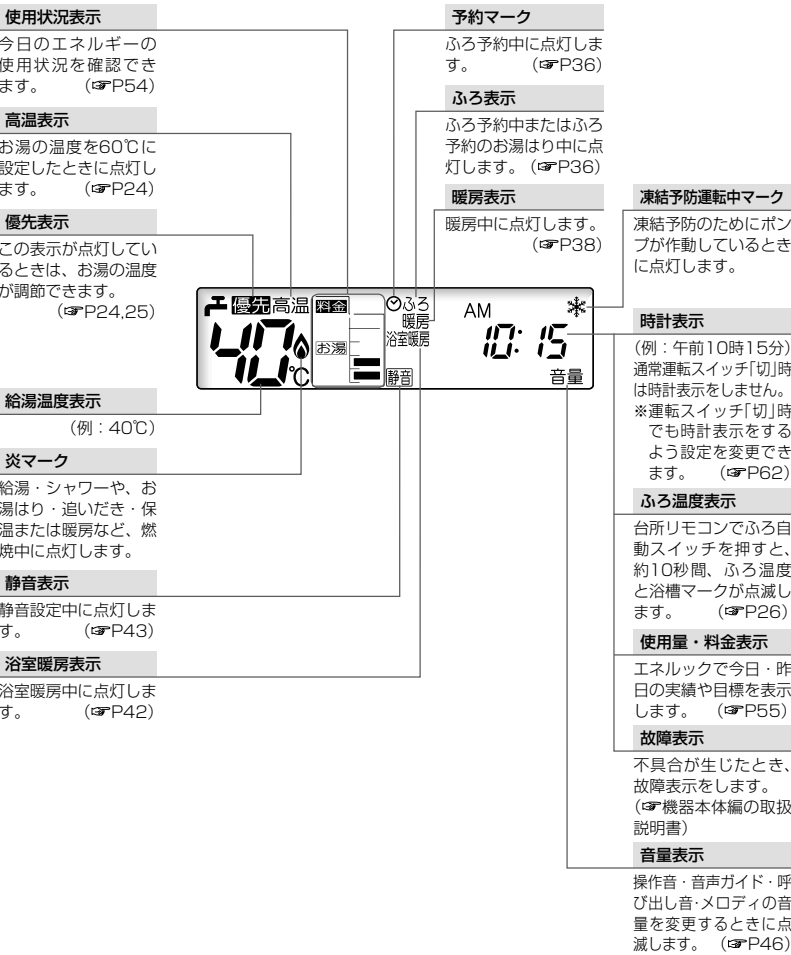 使用状況表示
今日のエネルギーの
使用状況を確認でき
ます。 (☞P54)
高温表示
お湯の温度を60℃に
設定したときに点灯し
ます。 (☞P24)
優先表示
この表示が点灯してい
るときは、お湯の温度
が調節できます。
(☞P24,25)
給湯温度表示
(例:40℃)
炎マーク
給湯・シャワーや、お
湯はり・追いだき・保
温または暖房など、燃
焼中に点灯します。
静音表示
静音設定中に点灯しま
す。 (☞P43)
浴室暖房表示
浴室暖房中に点灯しま
す。 (☞P42)
予約マーク
ふろ予約中に点灯しま
す。 (☞P36)
ふろ表示
ふろ予約中またはふろ
予約のお湯はり中に点
灯します。(☞P36)
暖房表示
暖房中に点灯します。
(☞P38)
優先高温 料金 ふろ
暖房
浴室暖房
AM
40℃
お湯
10:15
静音
音量
凍結予防運転中マーク
凍結予防のためにポン
プが作動しているとき
に点灯します。
時計表示
(例:午前10時15分)
通常運転スイッチ「切」時
は時計表示をしません。
※運転スイッチ「切」時
でも時計表示をする
よう設定を変更でき
ます。 (☞P62)
ふろ温度表示
台所リモコンでふろ自
動スイッチを押すと、
約10秒間、ふろ温度
と浴槽マークが点滅し
ます。 (☞P26)
使用量・料金表示
エネルックで今日・昨
日の実績や目標を表示
します。 (☞P55)
故障表示
不具合が生じたとき、
故障表示をします。
(☞機器本体編の取扱
説明書)
音量表示
操作音・音声ガイド・呼
び出し音・メロディの音
量を変更するときに点
滅します。 (☞P46)